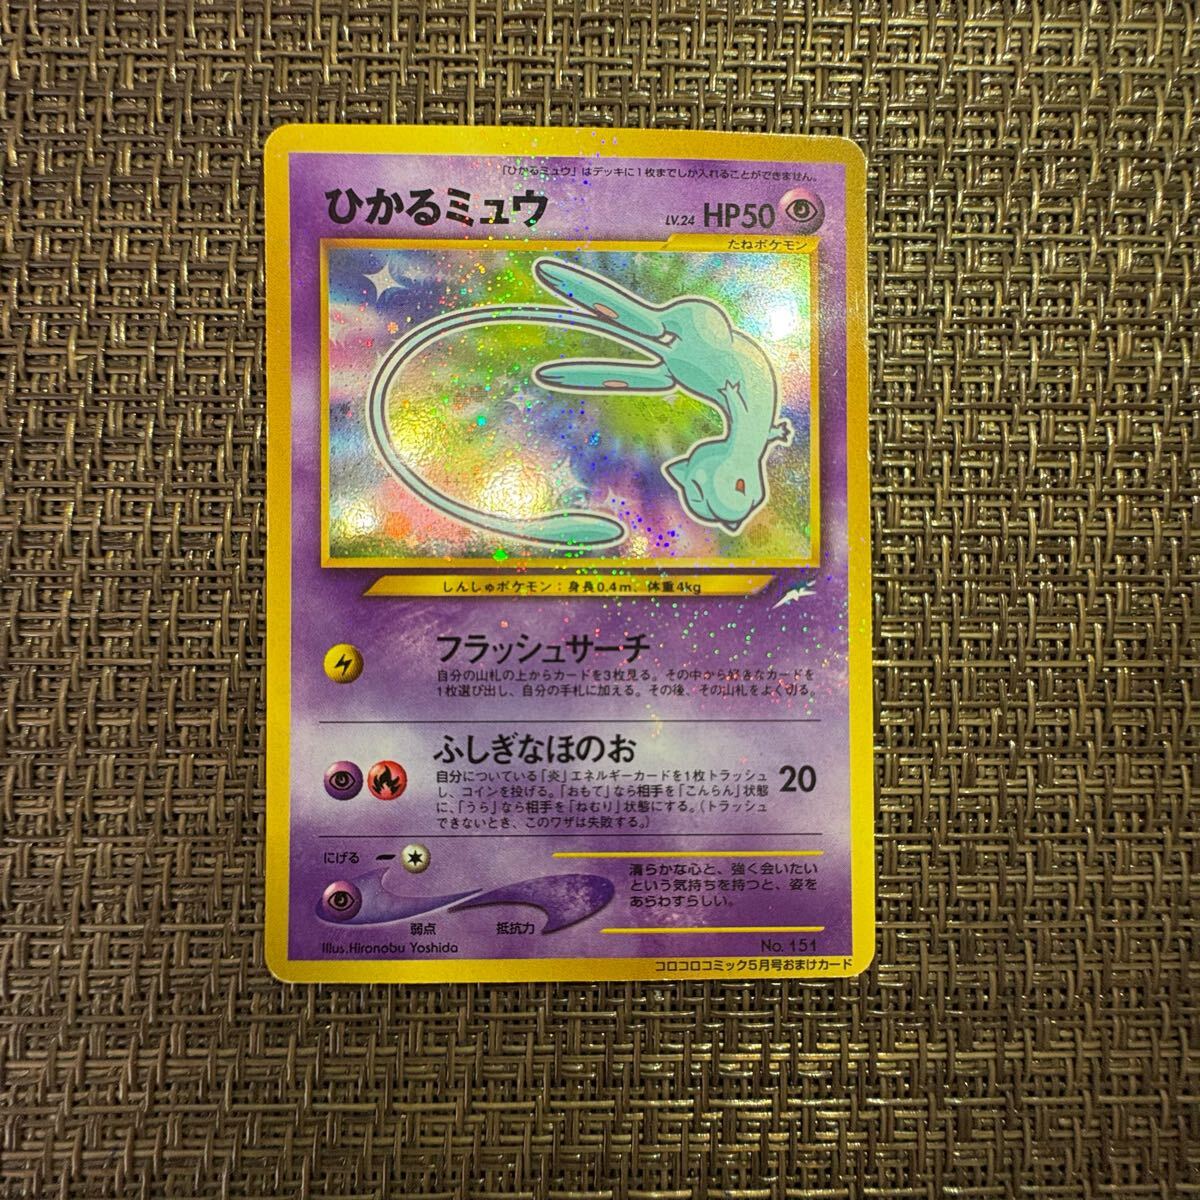 「ひかるミュウ」はデッキに1枚までしか入れることができません。
ひかるミュウ LV.24 HP50
たねポケモン
しんしゅポケモン：身長0.4m、体重4kg
フラッシュサーチ
自分の山札の上からカードを3枚見る。その中から好きなカードを
1枚選び出し、自分の手札に加える。その後、その山札をよく切る。
ふしぎなほのお 20
自分についている「炎」エネルギーカードを1枚トラッシュ
し、コインを投げる。「おもて」なら相手を「こんらん」状態
に、「うら」なら相手を「ねむり」状態にする。（トラッシュ
できないとき、このワザは失敗する。）
にげる
弱点 抵抗力
清らかな心と、強く会いたい
という気持ちを持つと、姿を
あらわすらしい。
Illus.Hironobu Yoshida
No. 151
コロコロコミック5月号おまけカード